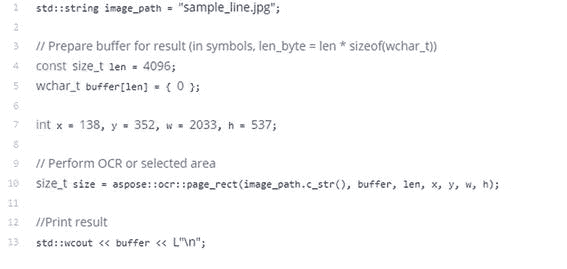 1 std::string image_path = "sample_line.jpg";
2
3 // Prepare buffer for result (in symbols, len_byte = len * sizeof(wchar_t))
4 const size_t len = 4096;
5 wchar_t buffer[len] = { 0 };
6
7 int x = 138, y = 352, w = 2033, h = 537;
8
9 // Perform OCR or selected area
10 size_t size = aspose::ocr::page_rect(image_path.c_str(), buffer, len, x, y, w, h);
11
12 //Print result
13 std::wcout << buffer << L"\n";